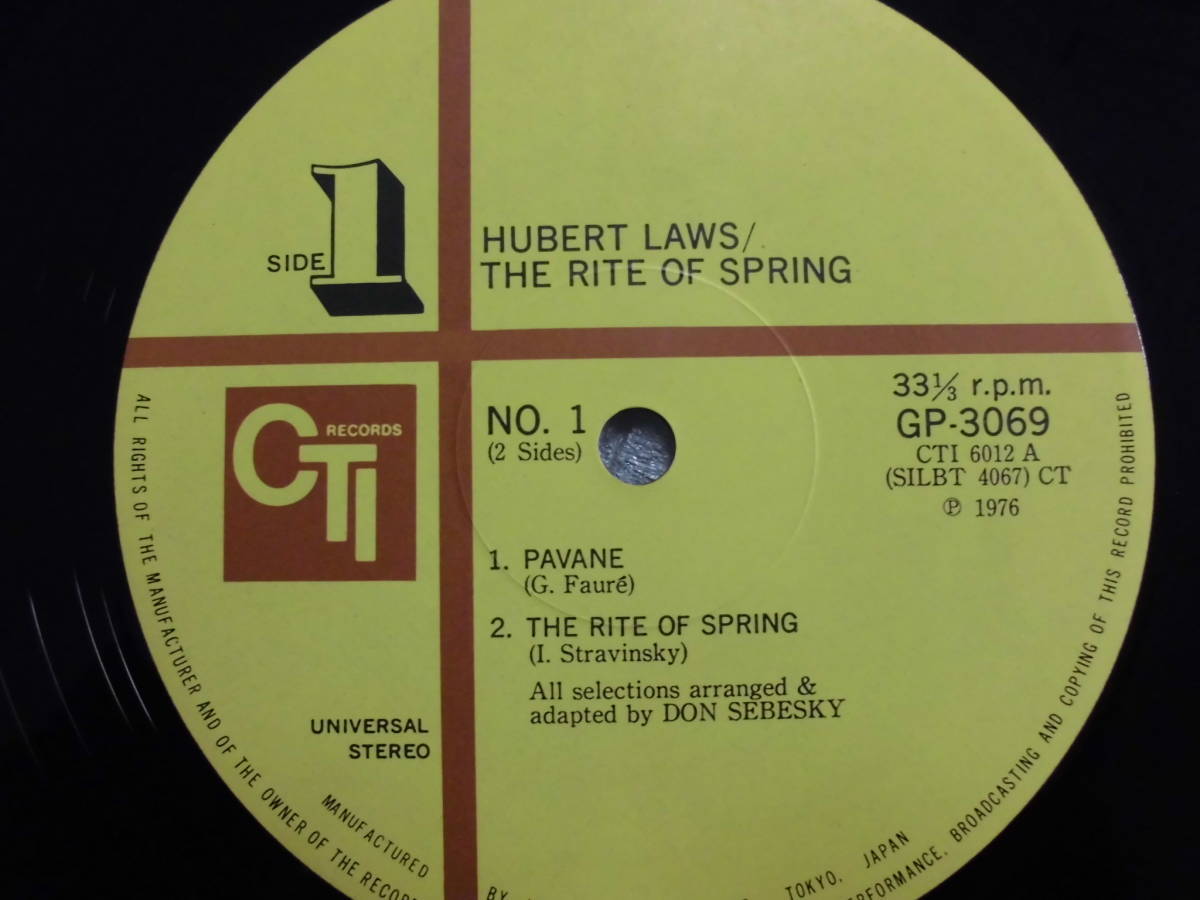 SIDE 1
HUBERT LAWS/
THE RITE OF SPRING
CTI RECORDS
NO. 1
(2 Sides)
33⅓ r.p.m.
GP-3069
CTI 6012 A
(SILBT 4067) CT
℗ 1976
1. PAVANE
(G. Fauré)
2. THE RITE OF SPRING
(I. Stravinsky)
All selections arranged &
adapted by DON SEBESKY
UNIVERSAL
STEREO
ALL RIGHTS OF THE MANUFACTURER AND OF THE OWNER OF THE RECOR
PERFORMANCE, BROADCASTING AND COPYING OF THIS RECORD PROHIBITED
MANUFACTURED BY
TOKYO, JAPAN